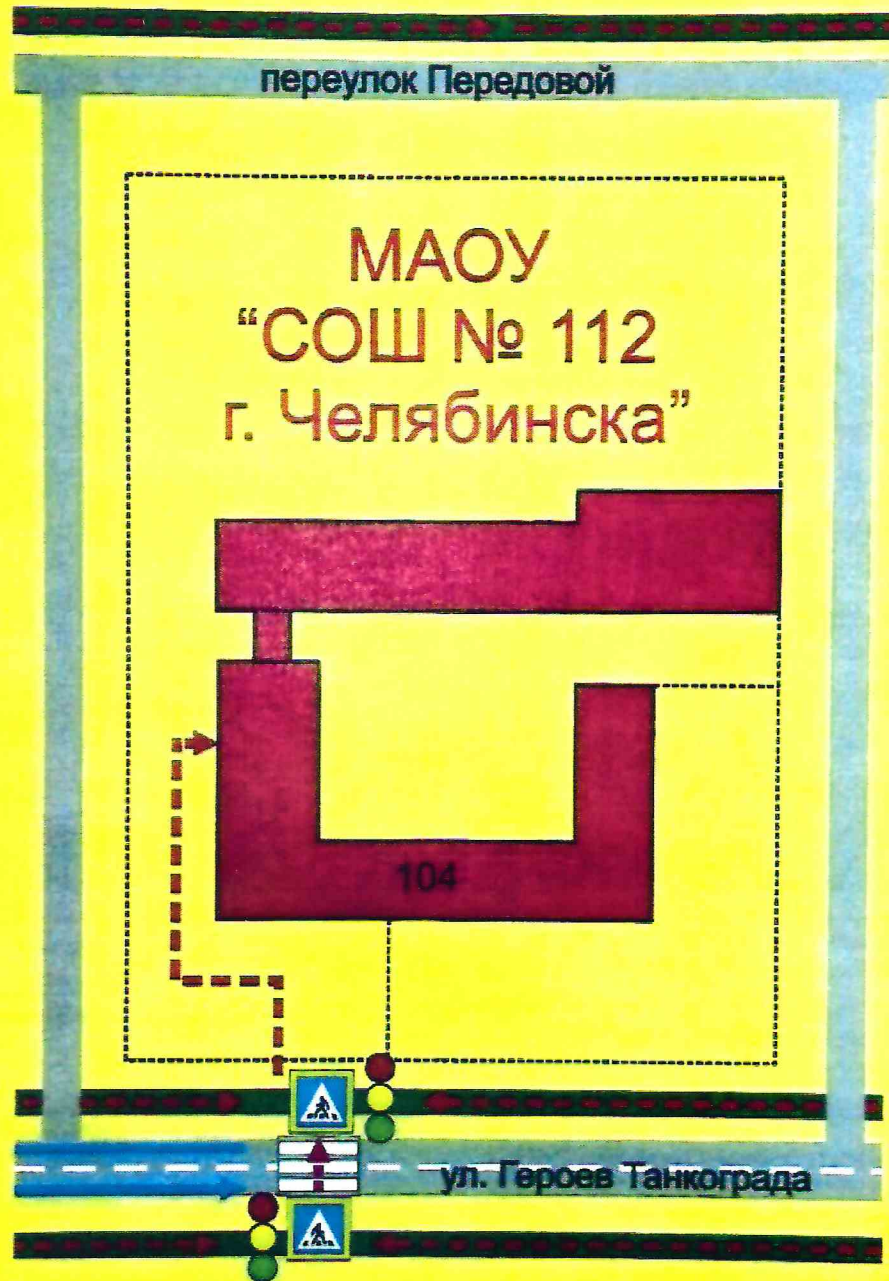 переулок Передовой
МАОУ
“СОШ № 112
г. Челябинска”
104
ул. Героев Танкограда